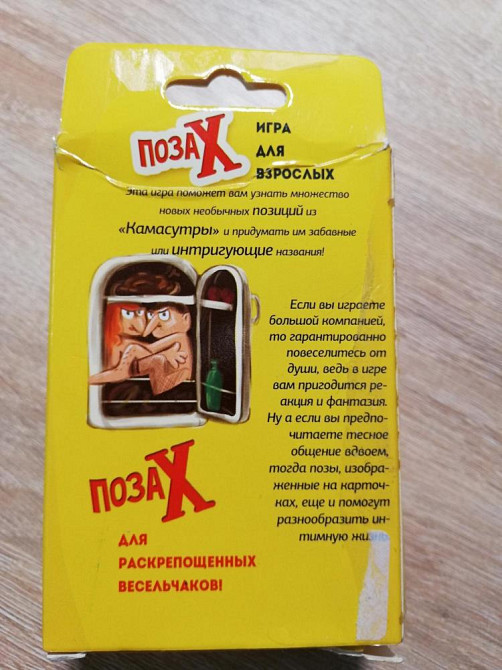 ПОЗА Х
ИГРА
ДЛЯ
ВЗРОСЛЫХ
Эта игра поможет вам узнать множество
новых необычных позиций из
«Камасутры» и придумать им забавные
или интригующие названия!
Если вы играете
большой компанией,
то гарантированно
повеселитесь от
души, ведь в игре
вам пригодится ре-
акция и фантазия.
Ну а если вы предпо-
читаете тесное
общение вдвоем,
тогда позы, изобра-
женные на карточ-
ках, еще и помогут
разнообразить ин-
тимную жизнь
ПОЗА Х
ДЛЯ
РАСКРЕПОЩЕННЫХ
ВЕСЕЛЬЧАКОВ!